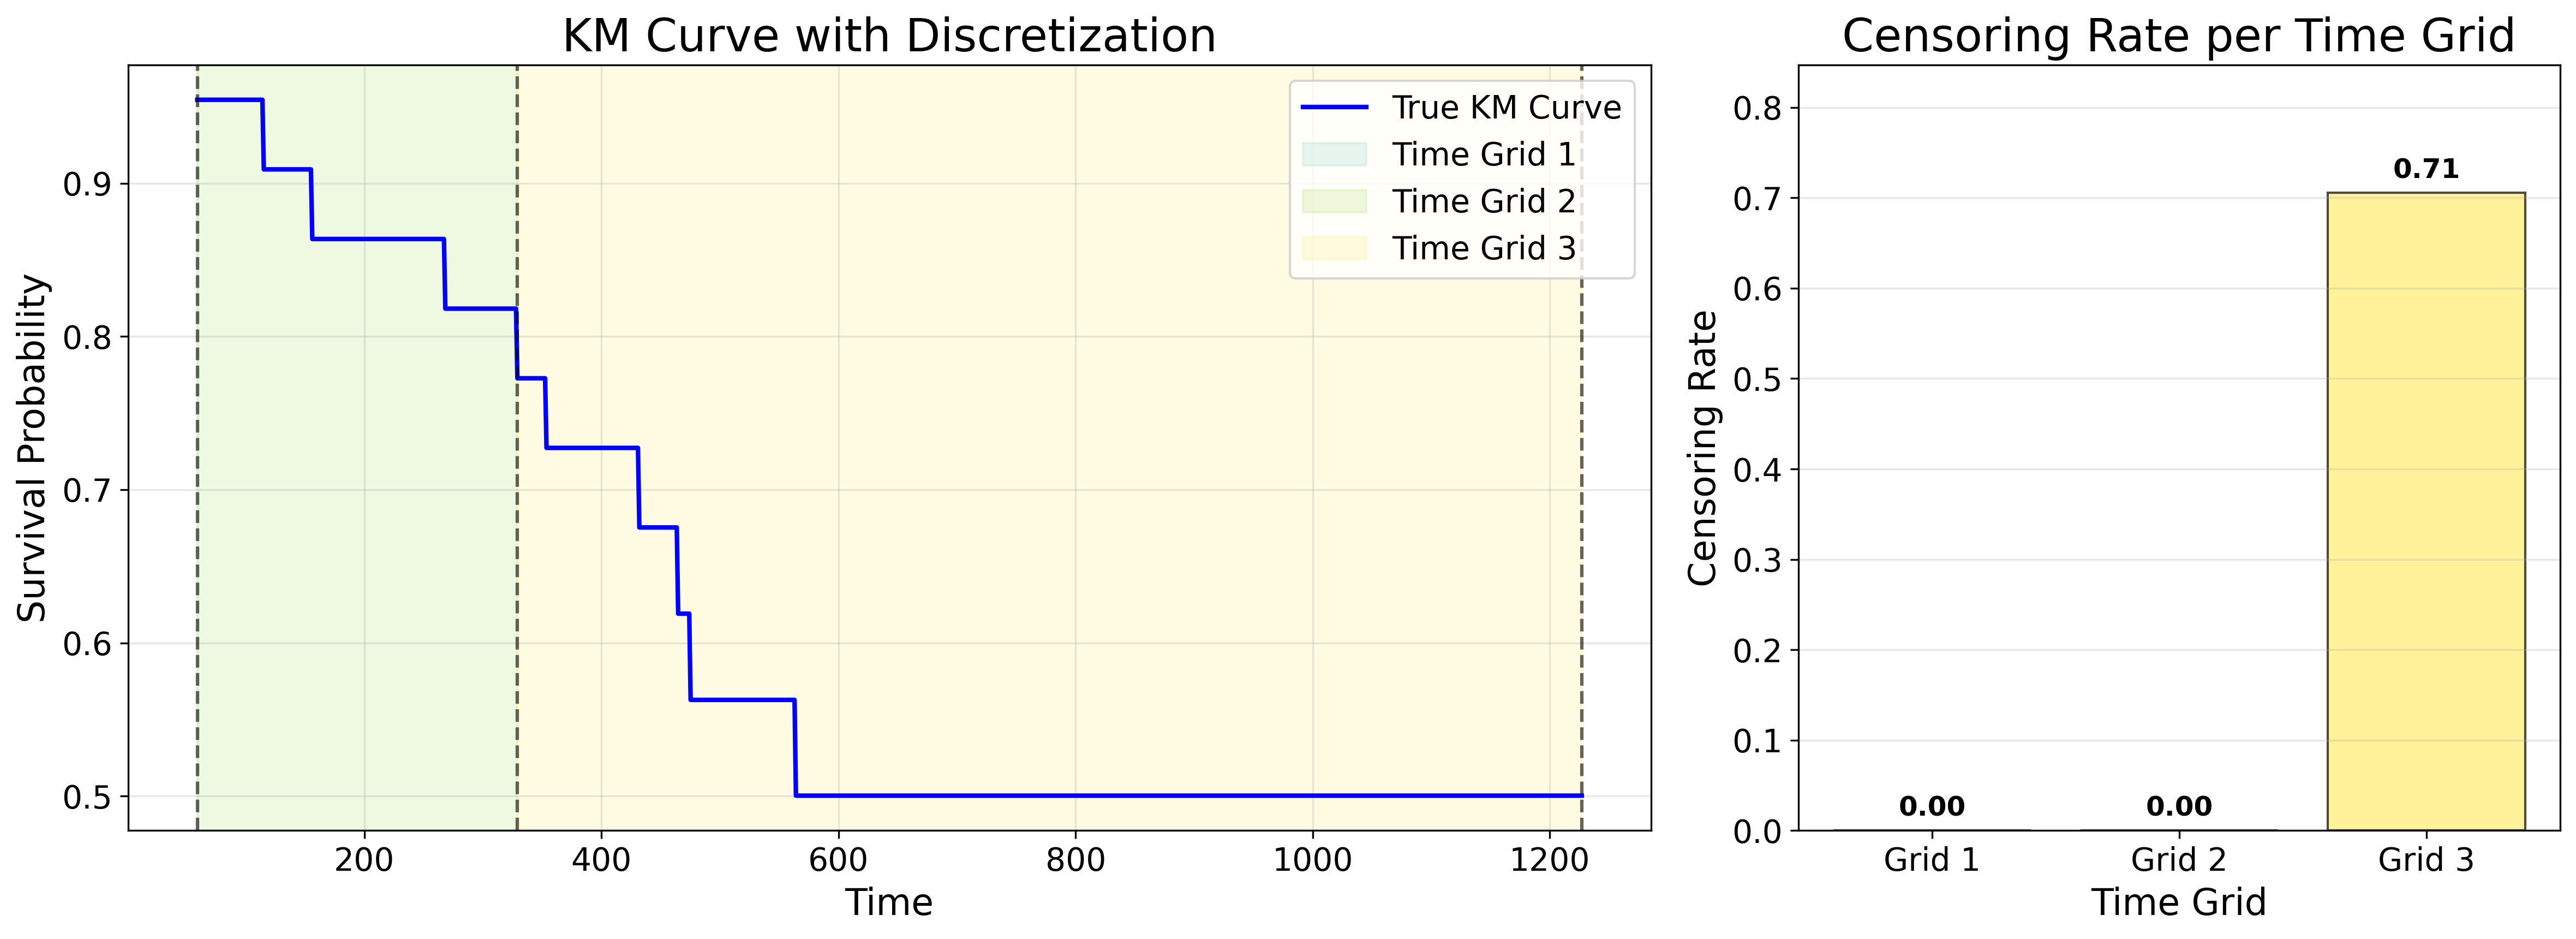 KM Curve with Discretization
True KM Curve
Time Grid 1
Time Grid 2
Time Grid 3
0.9
0.8
0.7
0.6
0.5
Survival Probability
200 400 600 800 1000 1200
Time
Censoring Rate per Time Grid
0.8
0.7
0.6
0.5
0.4
0.3
0.2
0.1
0.0
Censoring Rate
0.00 0.00 0.71
Grid 1 Grid 2 Grid 3
Time Grid